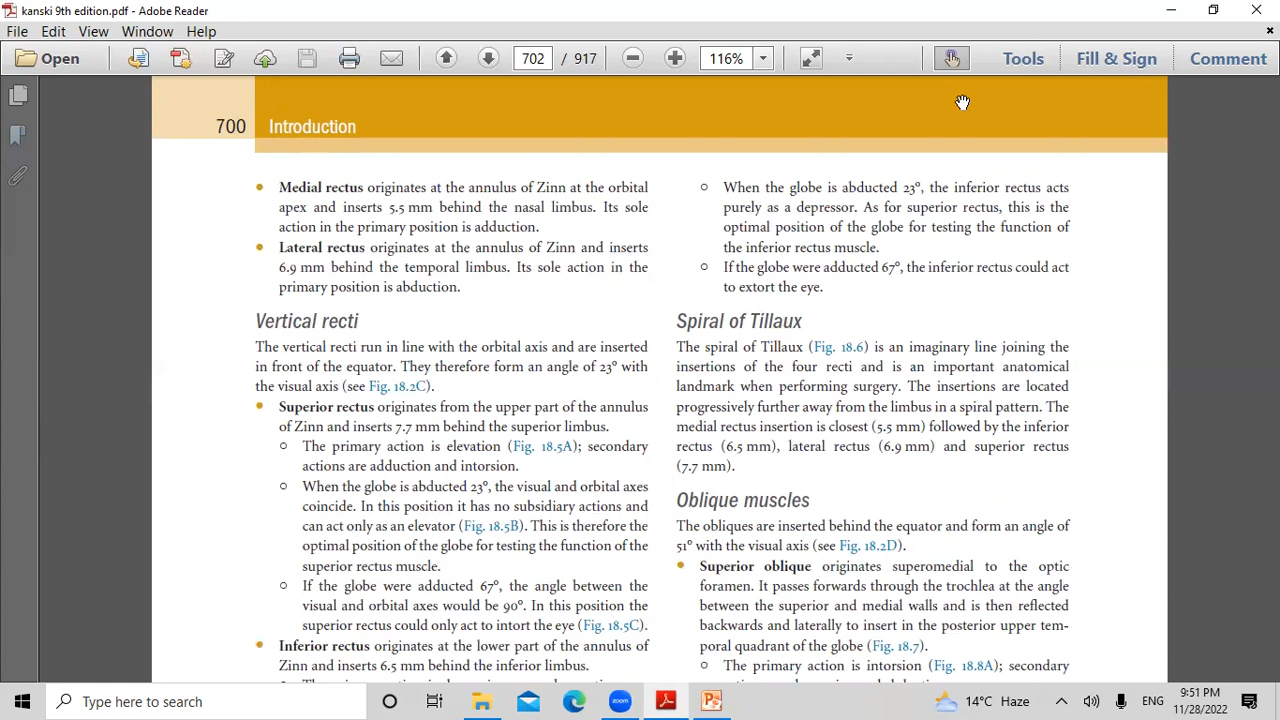 kanski 9th edition.pdf - Adobe Reader
File Edit View Window Help
Open 702 / 917 116% Tools Fill & Sign Comment
700 Introduction
• Medial rectus originates at the annulus of Zinn at the orbital
apex and inserts 5.5 mm behind the nasal limbus. Its sole
action in the primary position is adduction.
• Lateral rectus originates at the annulus of Zinn and inserts
6.9 mm behind the temporal limbus. Its sole action in the
primary position is abduction.
Vertical recti
The vertical recti run in line with the orbital axis and are inserted
in front of the equator. They therefore form an angle of 23° with
the visual axis (see Fig. 18.2C).
• Superior rectus originates from the upper part of the annulus
of Zinn and inserts 7.7 mm behind the superior limbus.
○ The primary action is elevation (Fig. 18.5A); secondary
actions are adduction and intorsion.
○ When the globe is abducted 23°, the visual and orbital axes
coincide. In this position it has no subsidiary actions and
can act only as an elevator (Fig. 18.5B). This is therefore the
optimal position of the globe for testing the function of the
superior rectus muscle.
○ If the globe were adducted 67°, the angle between the
visual and orbital axes would be 90°. In this position the
superior rectus could only act to intort the eye (Fig. 18.5C).
• Inferior rectus originates at the lower part of the annulus of
Zinn and inserts 6.5 mm behind the inferior limbus.
○ When the globe is abducted 23°, the inferior rectus acts
purely as a depressor. As for superior rectus, this is the
optimal position of the globe for testing the function of
the inferior rectus muscle.
○ If the globe were adducted 67°, the inferior rectus could act
to extort the eye.
Spiral of Tillaux
The spiral of Tillaux (Fig. 18.6) is an imaginary line joining the
insertions of the four recti and is an important anatomical
landmark when performing surgery. The insertions are located
progressively further away from the limbus in a spiral pattern. The
medial rectus insertion is closest (5.5 mm) followed by the inferior
rectus (6.5 mm), lateral rectus (6.9 mm) and superior rectus
(7.7 mm).
Oblique muscles
The obliques are inserted behind the equator and form an angle of
51° with the visual axis (see Fig. 18.2D).
• Superior oblique originates superomedial to the optic
foramen. It passes forwards through the trochlea at the angle
between the superior and medial walls and is then reflected
backwards and laterally to insert in the posterior upper tem-
poral quadrant of the globe (Fig. 18.7).
○ The primary action is intorsion (Fig. 18.8A); secondary
Type here to search
zoom
14°C Haze ENG
9:51 PM
11/28/2022